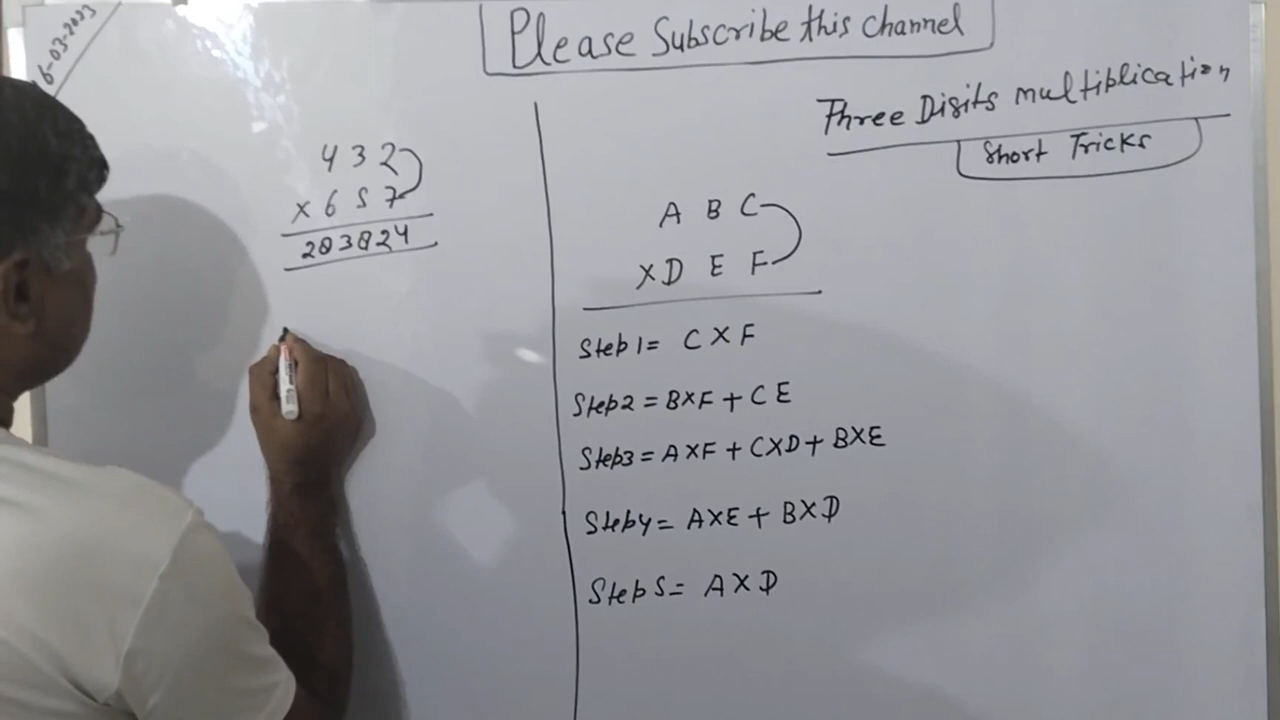 6-03-2023
Please Subscribe this channel
Three Digits multiplication
Short Tricks
4 3 2
X 6 5 7
283824
A B C
X D E F
Step 1 = C X F
Step 2 = B X F + C E
Step 3 = A X F + C X D + B X E
Step 4 = A X E + B X D
Step 5 = A X D